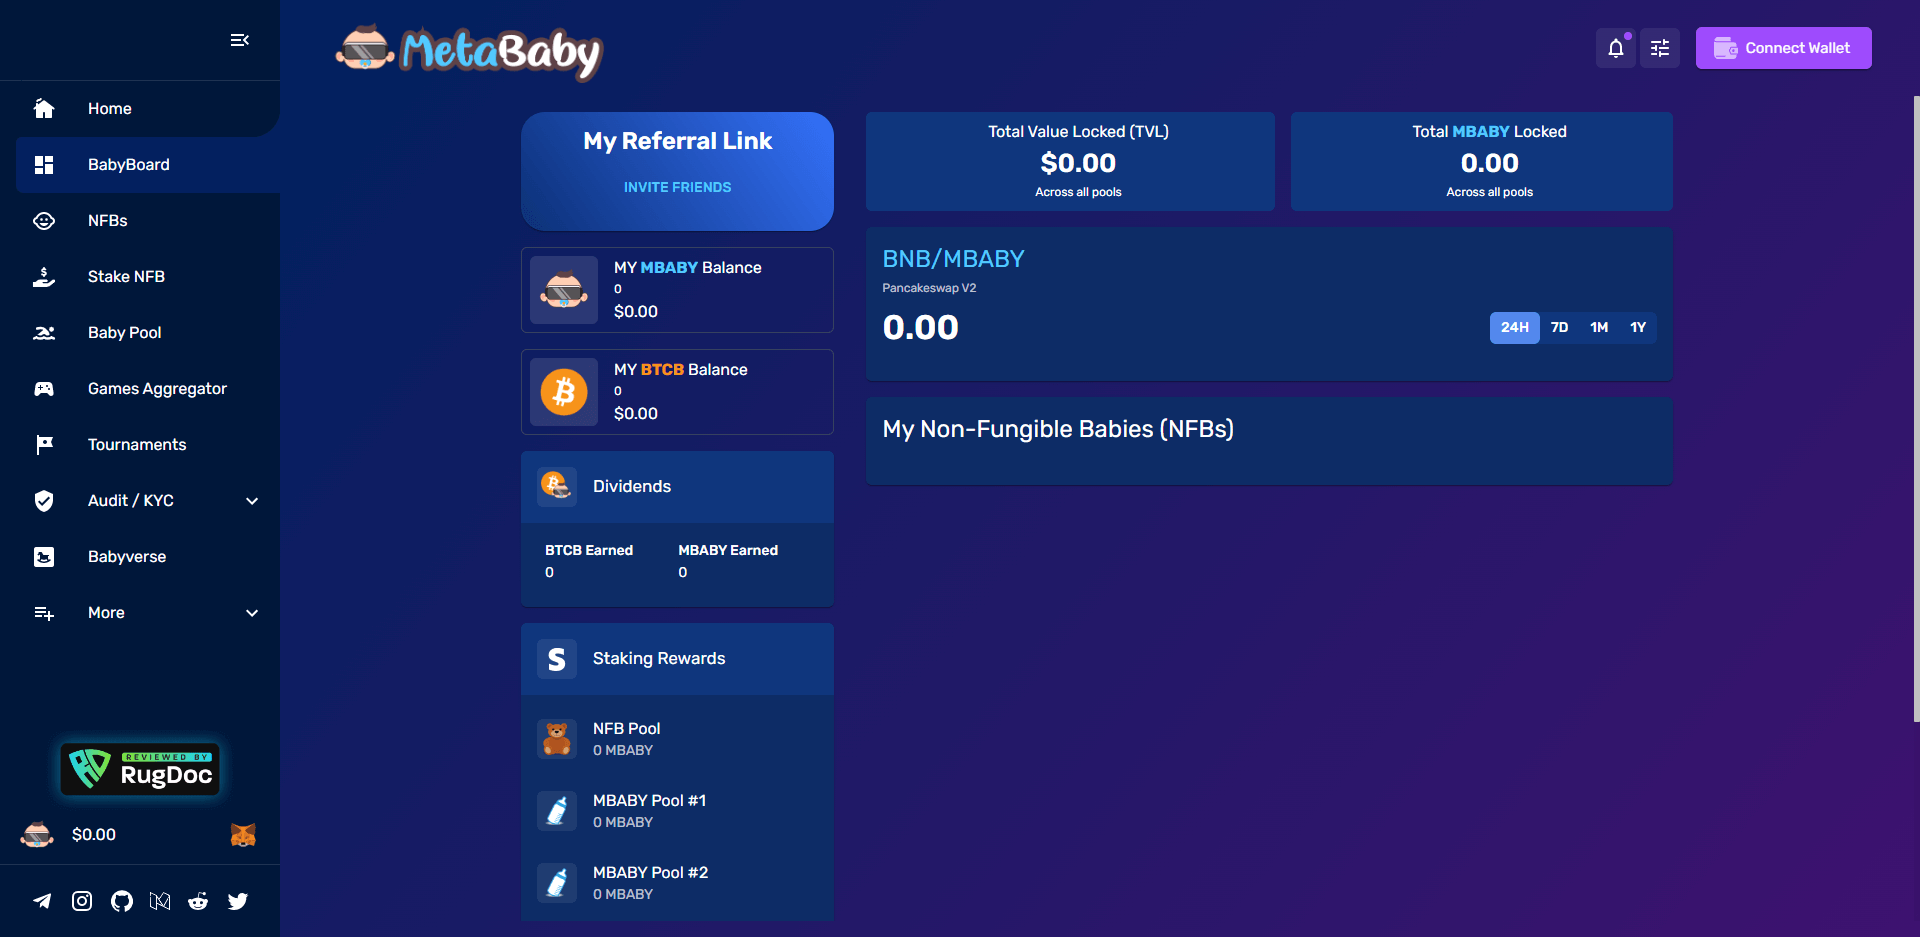 Home
BabyBoard
NFBs
Stake NFB
Baby Pool
Games Aggregator
Tournaments
Audit / KYC
Babyverse
More
REVIEWED BY
RugDoc
$0.00
MetaBaby
Connect Wallet
My Referral Link
INVITE FRIENDS
MY MBABY Balance
0
$0.00
MY BTCB Balance
0
$0.00
Dividends
BTCB Earned
0
MBABY Earned
0
Staking Rewards
S
NFB Pool
0 MBABY
MBABY Pool #1
0 MBABY
MBABY Pool #2
0 MBABY
Total Value Locked (TVL)
$0.00
Across all pools
Total MBABY Locked
0.00
Across all pools
BNB/MBABY
Pancakeswap V2
0.00
24H 7D 1M 1Y
My Non-Fungible Babies (NFBs)